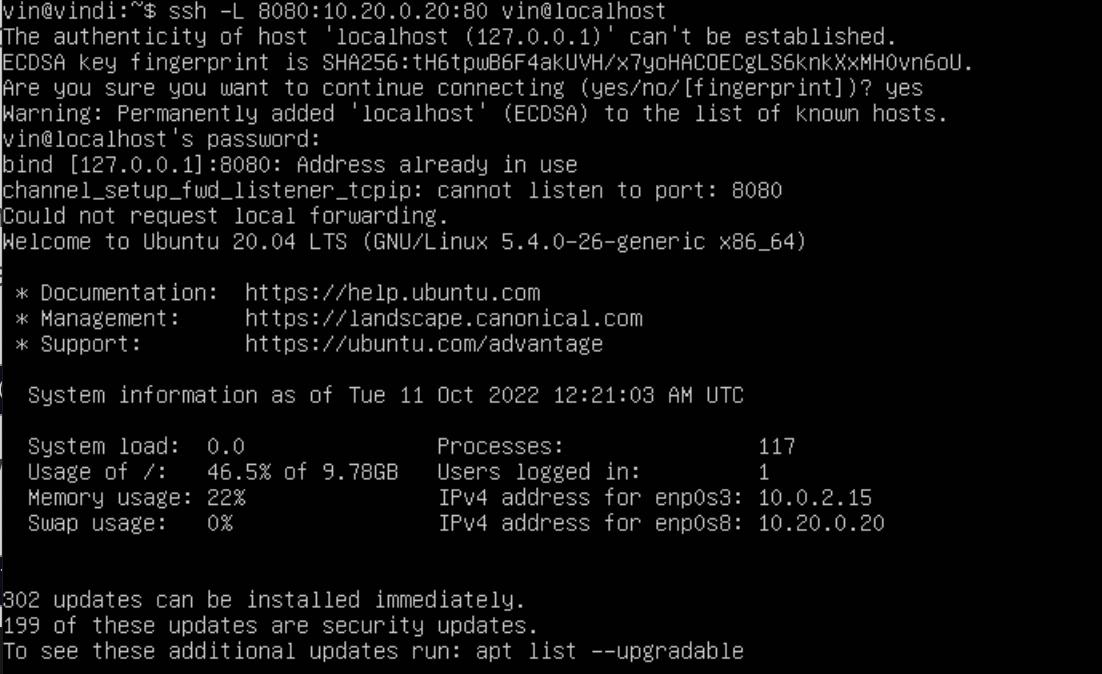 vin@vindi:~$ ssh -L 8080:10.20.0.20:80 vin@localhost
The authenticity of host 'localhost (127.0.0.1)' can't be established.
ECDSA key fingerprint is SHA256:tH6tpwB6F4akUVH/x7yoHACOECgLS6knkXxMH0vn6oU.
Are you sure you want to continue connecting (yes/no/[fingerprint])? yes
Warning: Permanently added 'localhost' (ECDSA) to the list of known hosts.
vin@localhost's password:
bind [127.0.0.1]:8080: Address already in use
channel_setup_fwd_listener_tcpip: cannot listen to port: 8080
Could not request local forwarding.
Welcome to Ubuntu 20.04 LTS (GNU/Linux 5.4.0-26-generic x86_64)
* Documentation: https://help.ubuntu.com
* Management: https://landscape.canonical.com
* Support: https://ubuntu.com/advantage
System information as of Tue 11 Oct 2022 12:21:03 AM UTC
System load: 0.0 Processes: 117
Usage of /: 46.5% of 9.78GB Users logged in: 1
Memory usage: 22% IPv4 address for enp0s3: 10.0.2.15
Swap usage: 0% IPv4 address for enp0s8: 10.20.0.20
302 updates can be installed immediately.
199 of these updates are security updates.
To see these additional updates run: apt list --upgradable